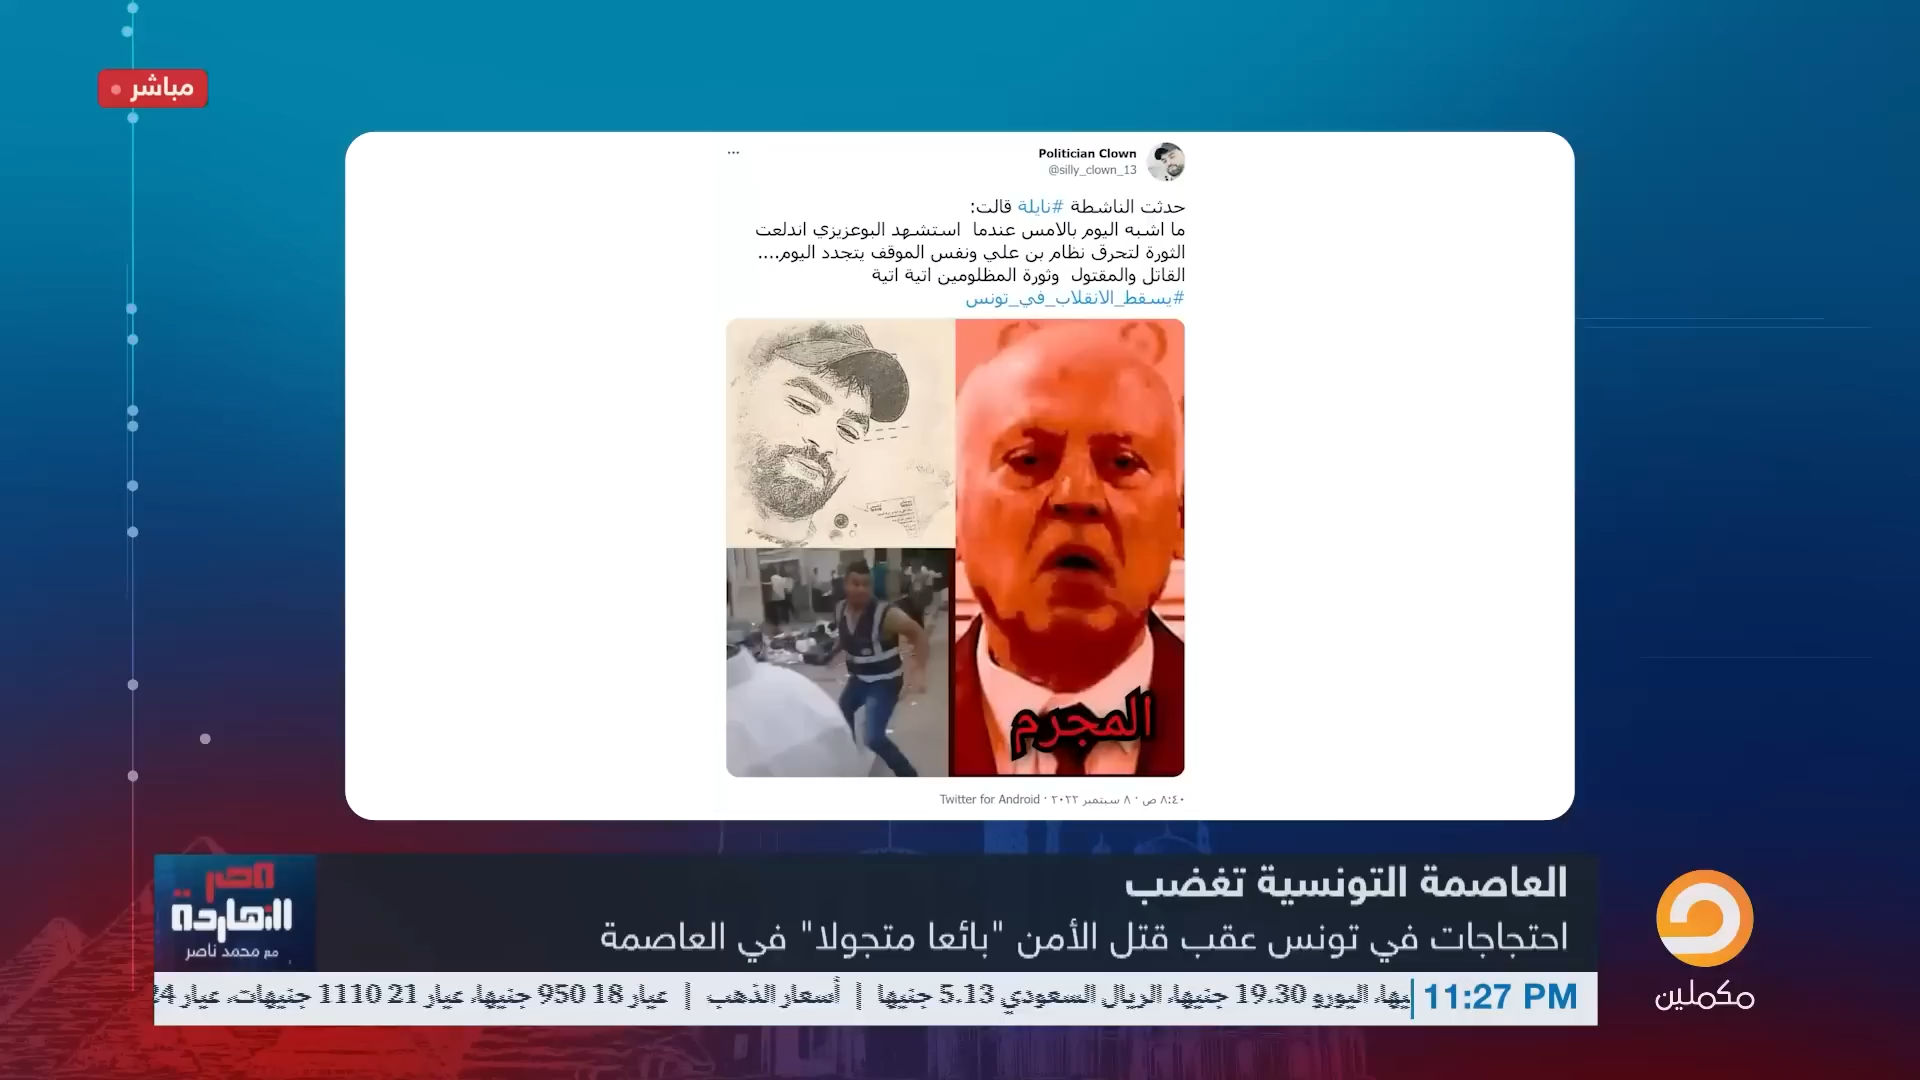 مباشر
Politician Clown
@silly_clown_13
حدثت الناشطة #نايلة قالت:
ما اشبه اليوم بالامس عندما استشهد البوعزيزي اندلعت
الثورة لتحرق نظام بن علي ونفس الموقف يتجدد اليوم....
القاتل والمقتول وثورة المظلومين اتية اتية
#يسقط_الانقلاب_في_تونس
المجرم
٨:٤٠ ص · ٨ سبتمبر ٢٠٢٢ · Twitter for Android
العاصمة التونسية تغضب
احتجاجات في تونس عقب قتل الأمن "بائعا متجولا" في العاصمة
مصر
النهاردة
مع محمد ناصر
11:27 PM
يها، اليورو 19.30 جنيها، الريال السعودي 5.13 جنيها | أسعار الذهب | عيار 18 950 جنيها، عيار 21 1110 جنيهات، عيار 24
مكملين